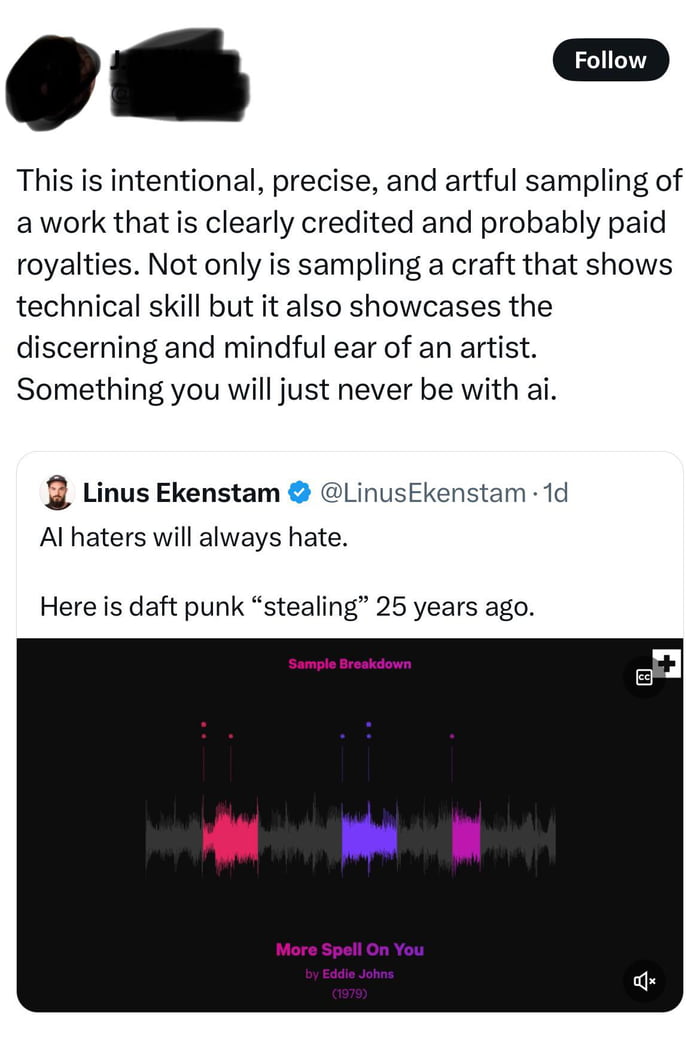 Follow
This is intentional, precise, and artful sampling of
a work that is clearly credited and probably paid
royalties. Not only is sampling a craft that shows
technical skill but it also showcases the
discerning and mindful ear of an artist.
Something you will just never be with ai.
Linus Ekenstam @LinusEkenstam · 1d
AI haters will always hate.
Here is daft punk “stealing” 25 years ago.
Sample Breakdown
CC
More Spell On You
by Eddie Johns
(1979)